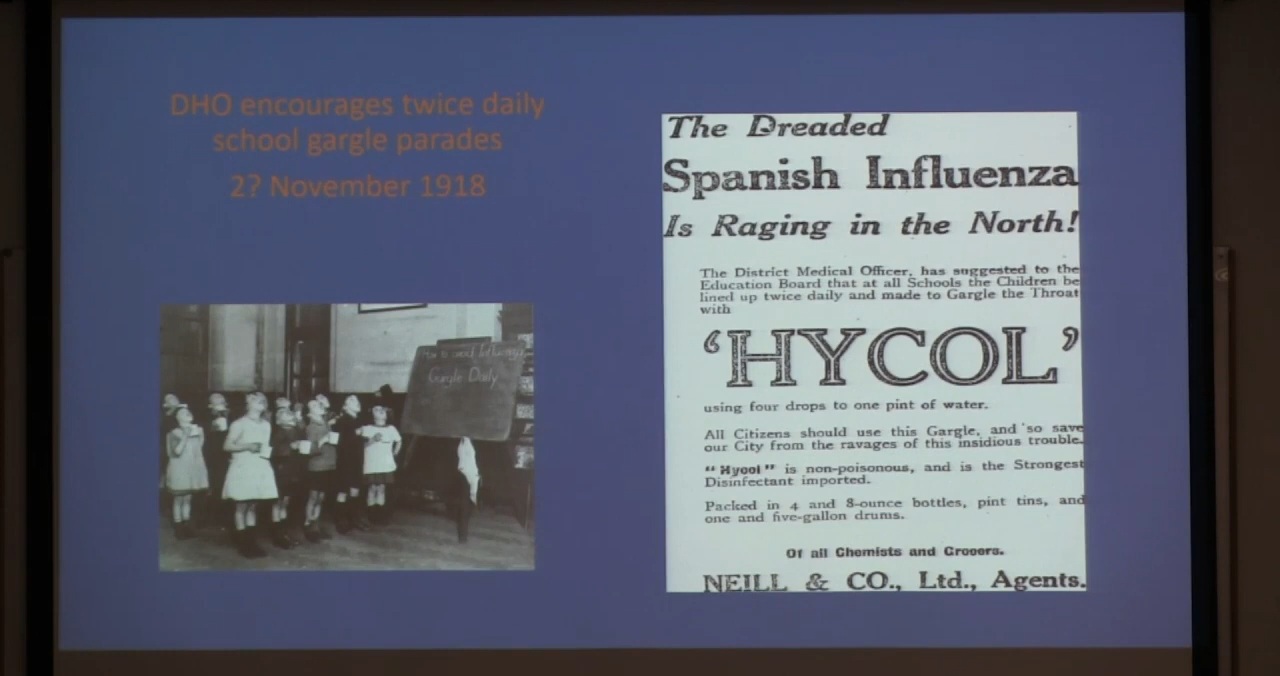 DHO encourages twice daily
school gargle parades
2? November 1918
How to avoid Influenza
Gargle Daily
The Dreaded
Spanish Influenza
Is Raging in the North!
The District Medical Officer, has suggested to the
Education Board that at all Schools the Children be
lined up twice daily and made to Gargle the Throat
with
‘HYCOL’
using four drops to one pint of water.
All Citizens should use this Gargle, and so save
our City from the ravages of this insidious trouble.
“Hycol” is non-poisonous, and is the Strongest
Disinfectant imported.
Packed in 4 and 8-ounce bottles, pint tins, and
one and five-gallon drums.
Of all Chemists and Grocers.
NEILL & CO., Ltd., Agents.